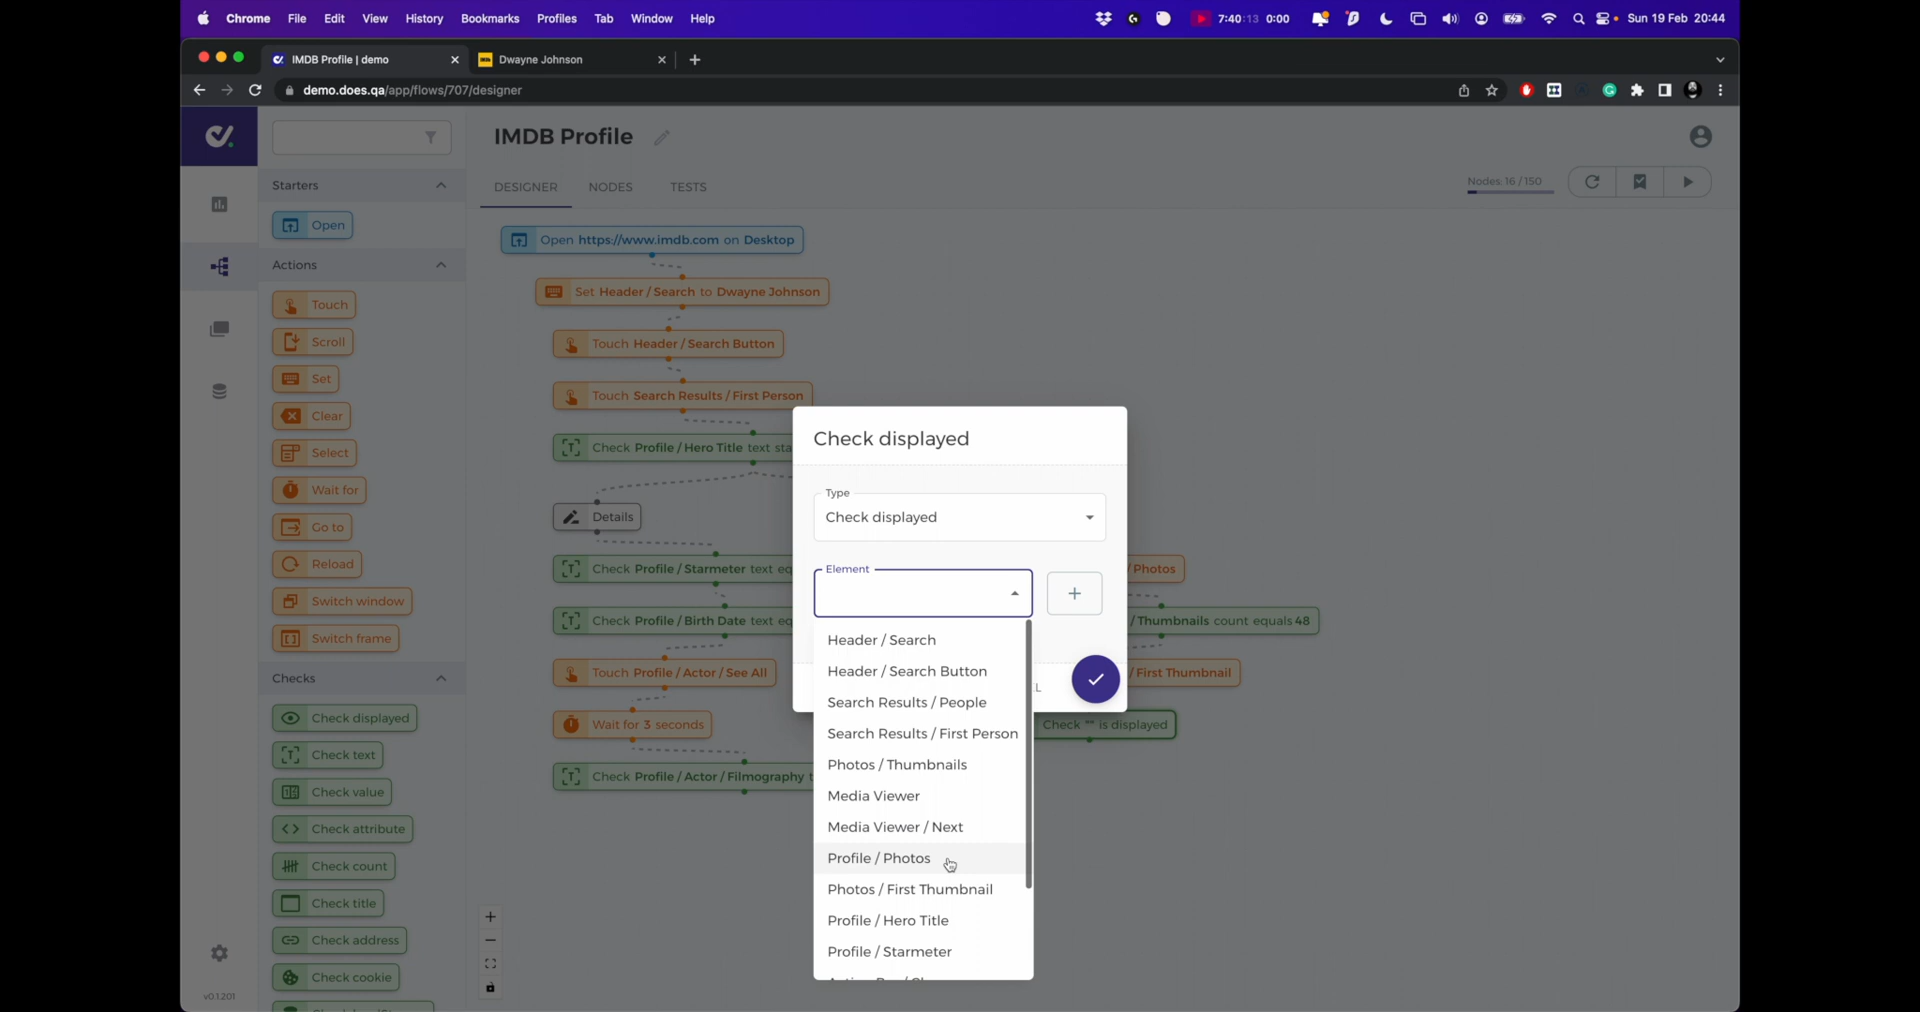 Chrome File Edit View History Bookmarks Profiles Tab Window Help 7:40:13 0:00 Sun 19 Feb 20:44
IMDB Profile | demo Dwayne Johnson
demo.does.qa/app/flows/707/designer
IMDB Profile
Starters
DESIGNER NODES TESTS
Nodes: 16 / 150
Open
Open https://www.imdb.com on Desktop
Actions
Touch
Set Header / Search to Dwayne Johnson
Scroll
Touch Header / Search Button
Set
Touch Search Results / First Person
Clear
Check displayed
Check Profile / Hero Title text sta
Select
Type
Wait for
Check displayed
Details
Go to
Element
Reload
Check Profile / Starmeter text eq
/ Photos
Switch window
Check Profile / Birth Date text eq
/ Thumbnails count equals 48
Switch frame
Header / Search
Header / Search Button
Touch Profile / Actor / See All
/ First Thumbnail
Checks
L
Search Results / People
Check displayed
Wait for 3 seconds
Check "" is displayed
Search Results / First Person
Check text
Photos / Thumbnails
Check Profile / Actor / Filmography t
Check value
Media Viewer
Check attribute
Media Viewer / Next
Check count
Profile / Photos
Check title
Photos / First Thumbnail
Check address
Profile / Hero Title
Check cookie
Profile / Starmeter
v0.1.201